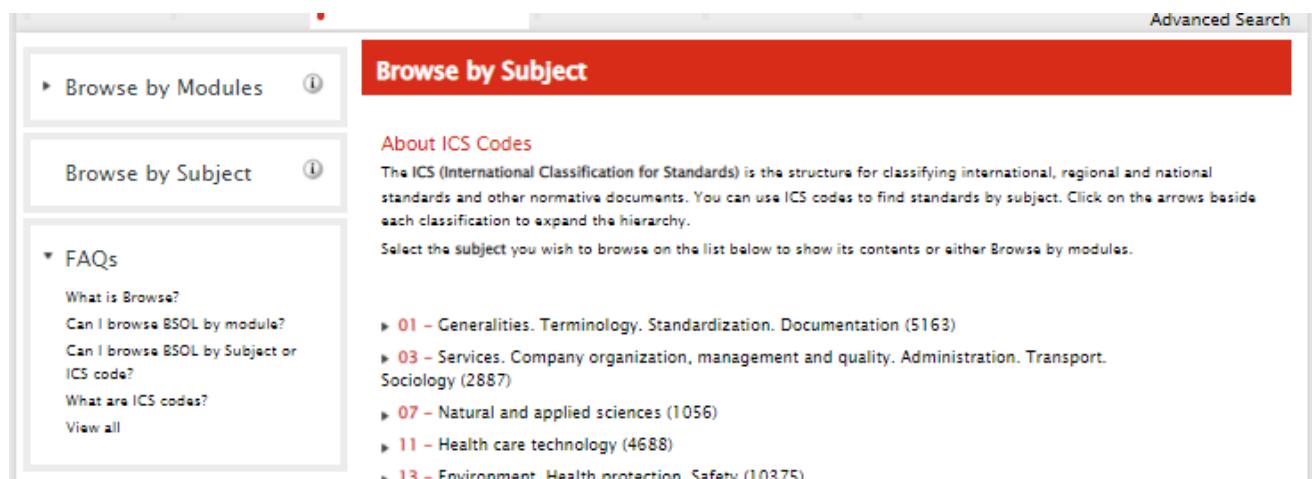 Advanced Search
Browse by Modules
Browse by Subject
FAQs
What is Browse?
Can I browse BSOL by module?
Can I browse BSOL by Subject or
ICS code?
What are ICS codes?
View all
Browse by Subject
About ICS Codes
The ICS (International Classification for Standards) is the structure for classifying international, regional and national
standards and other normative documents. You can use ICS codes to find standards by subject. Click on the arrows beside
each classification to expand the hierarchy.
Select the subject you wish to browse on the list below to show its contents or either Browse by modules.
01 – Generalities. Terminology. Standardization. Documentation (5163)
03 – Services. Company organization, management and quality. Administration. Transport.
Sociology (2887)
07 – Natural and applied sciences (1056)
11 – Health care technology (4688)
13 – Environment. Health protection. Safety (10375)